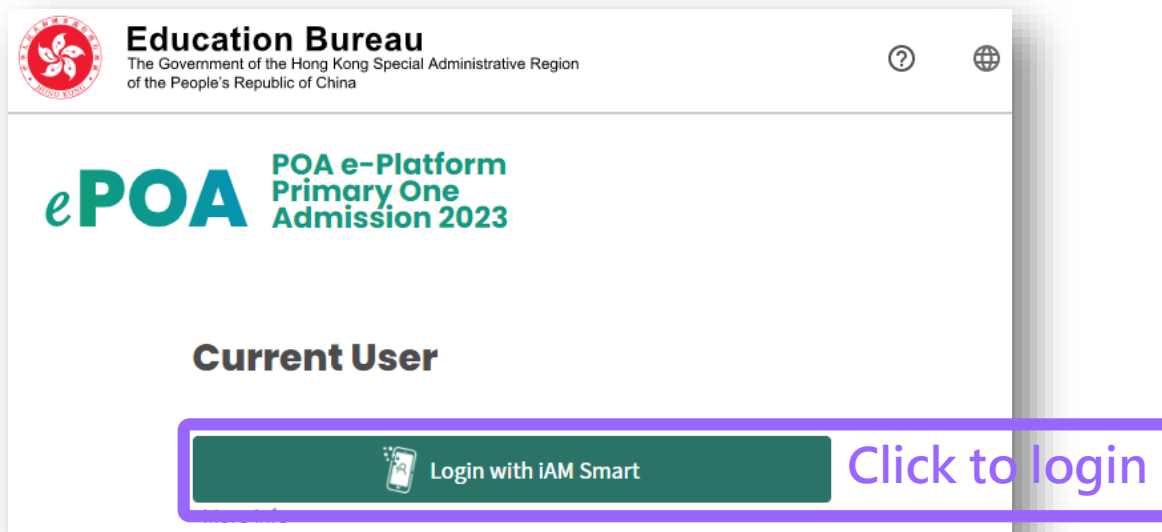 Education Bureau
The Government of the Hong Kong Special Administrative Region
of the People's Republic of China
ePOA
POA e-Platform
Primary One
Admission 2023
Current User
Login with iAM Smart
Click to login